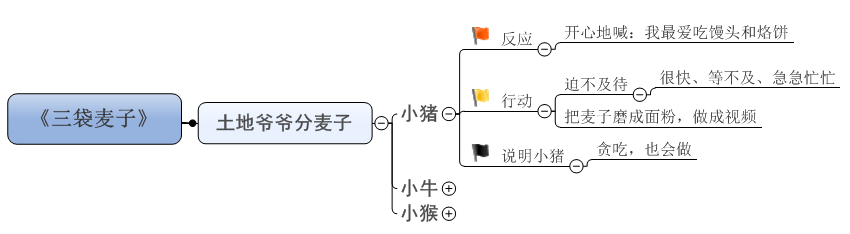 《三袋麦子》
土地爷爷分麦子
小猪
反应
开心地喊：我最爱吃馒头和烙饼
行动
迫不及待
很快、等不及、急急忙忙
把麦子磨成面粉，做成视频
说明小猪
贪吃，也会做
小牛
小猴